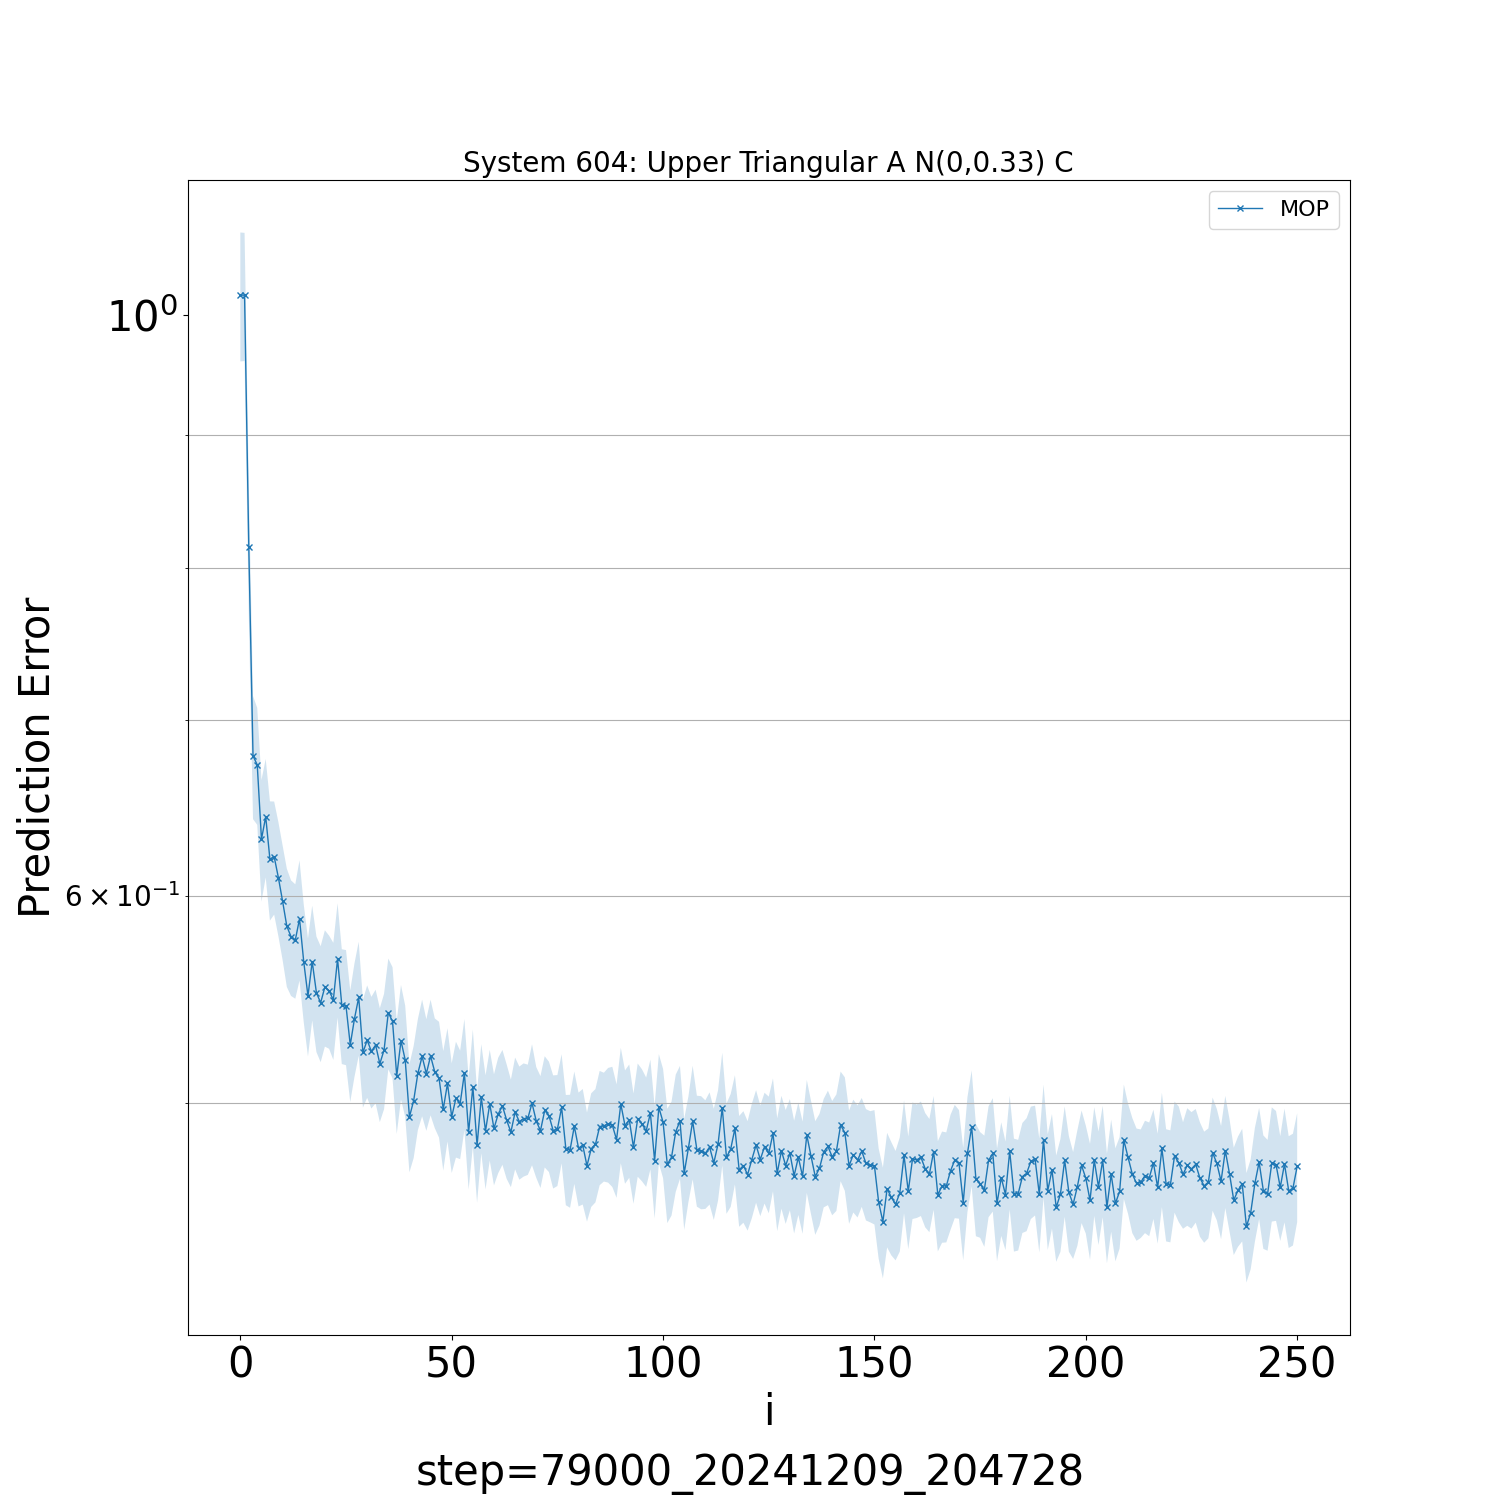 System 604: Upper Triangular A N(0,0.33) C
MOP
10⁰
6 × 10⁻¹
Prediction Error
0 50 100 150 200 250
i
step=79000_20241209_204728